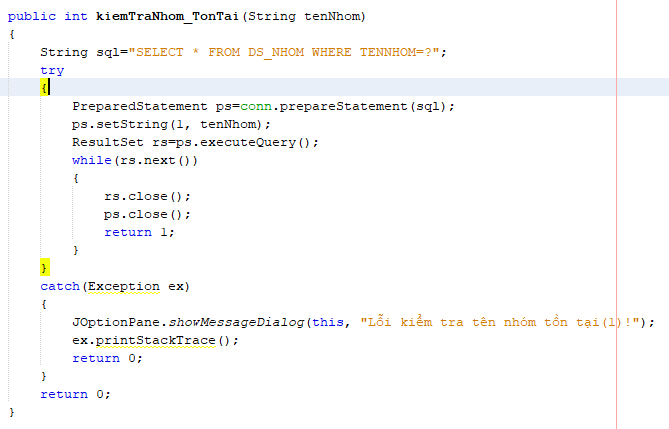 public int kiemTraNhom_TonTai(String tenNhom)
{
String sql="SELECT * FROM DS_NHOM WHERE TENNHOM=?";
try
{
PreparedStatement ps=conn.prepareStatement(sql);
ps.setString(1, tenNhom);
ResultSet rs=ps.executeQuery();
while(rs.next())
{
rs.close();
ps.close();
return 1;
}
}
catch(Exception ex)
{
JOptionPane.showMessageDialog(this, "Lỗi kiểm tra tên nhóm tồn tại(1)!");
ex.printStackTrace();
return 0;
}
return 0;
}